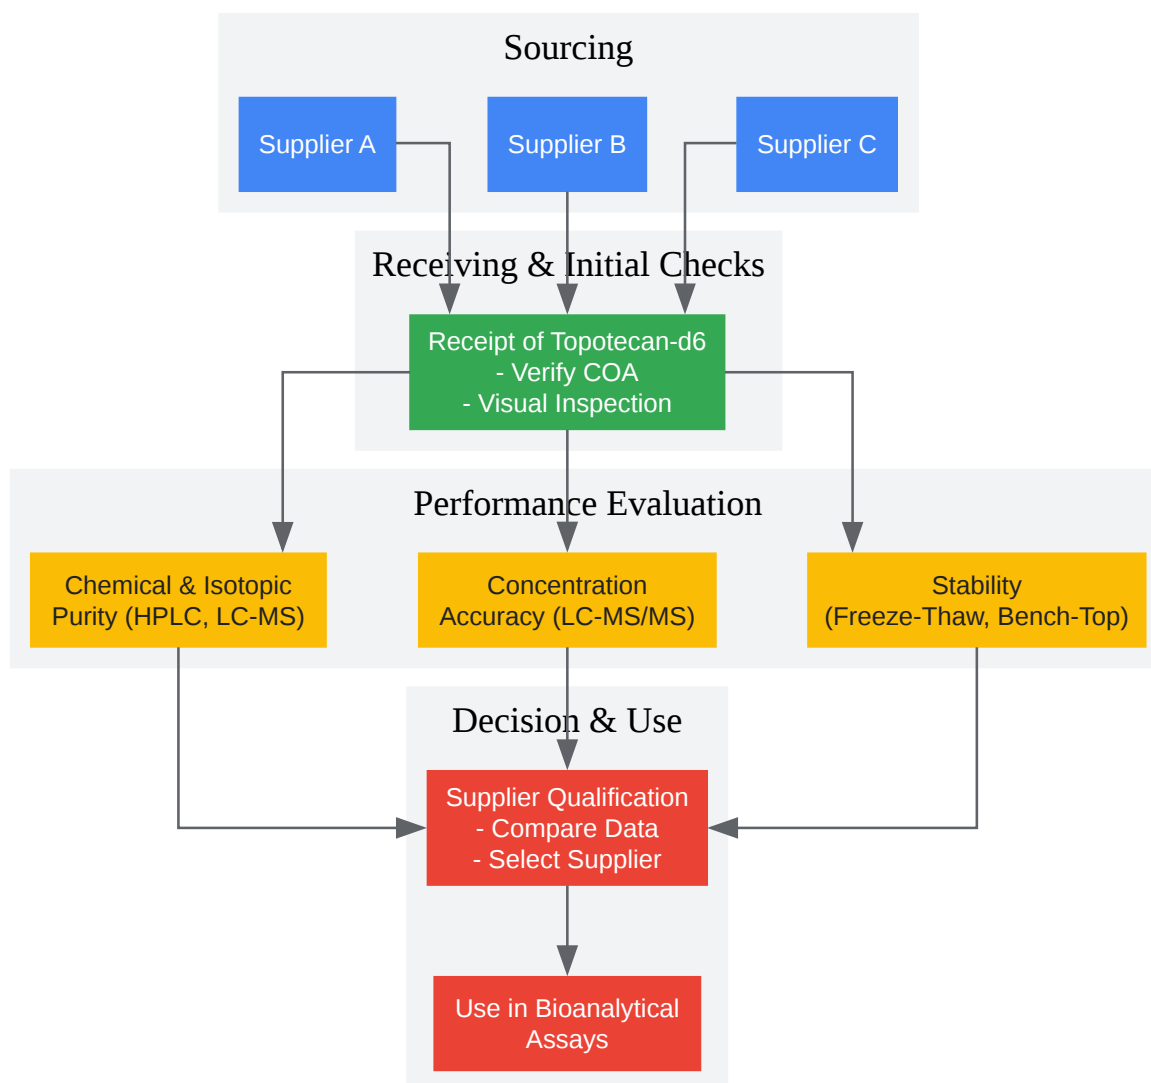 Sourcing
Supplier A
Supplier B
Supplier C
Receiving & Initial Checks
Receipt of Topotecan-d6
- Verify COA
- Visual Inspection
Performance Evaluation
Chemical & Isotopic
Purity (HPLC, LC-MS)
Concentration
Accuracy (LC-MS/MS)
Stability
(Freeze-Thaw, Bench-Top)
Decision & Use
Supplier Qualification
- Compare Data
- Select Supplier
Use in Bioanalytical
Assays